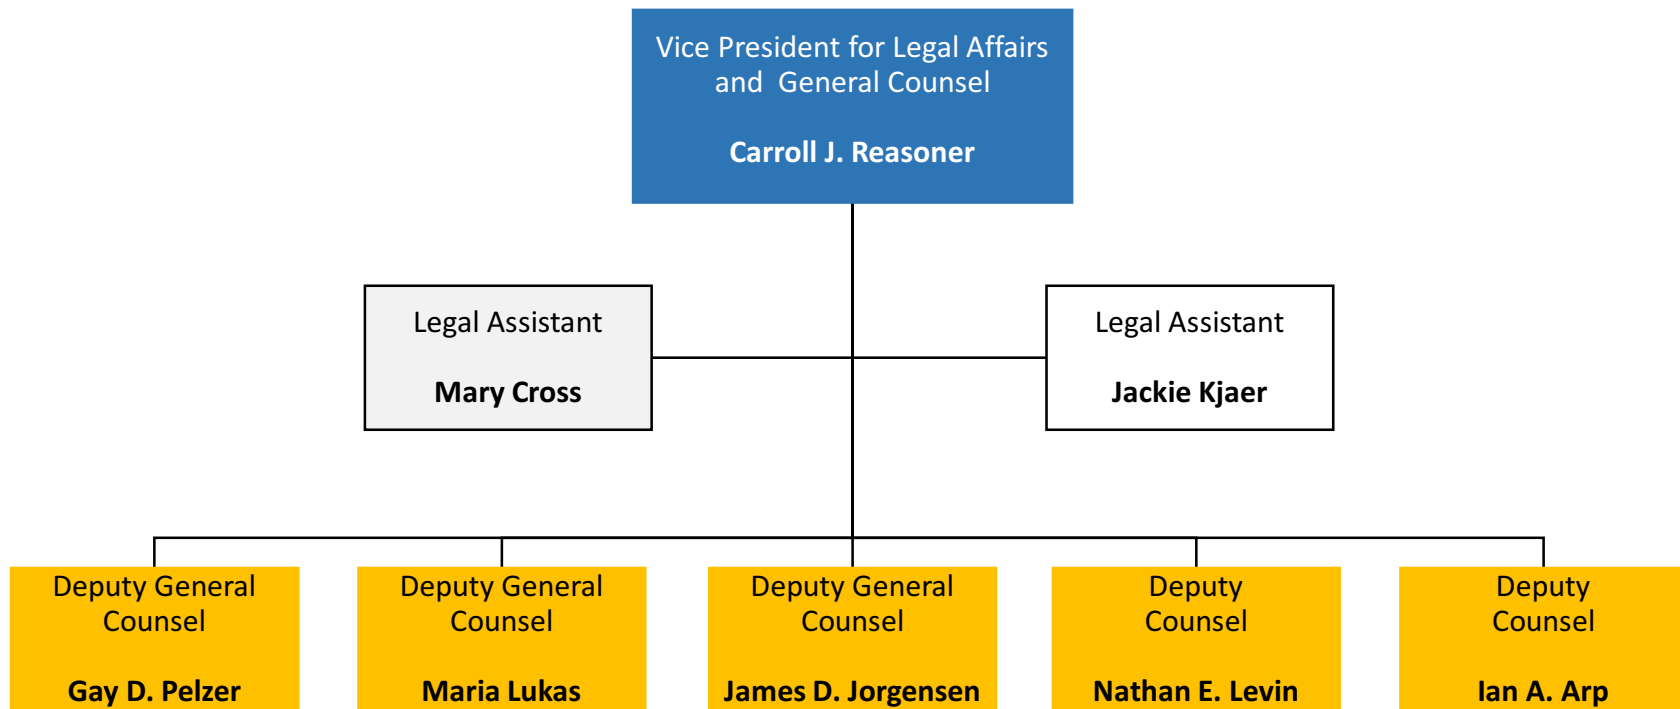 Vice President for Legal Affairs
and General Counsel
Carroll J. Reasoner
Legal Assistant
Mary Cross
Legal Assistant
Jackie Kjaer
Deputy General
Counsel
Gay D. Pelzer
Deputy General
Counsel
Maria Lukas
Deputy General
Counsel
James D. Jorgensen
Deputy
Counsel
Nathan E. Levin
Deputy
Counsel
Ian A. Arp